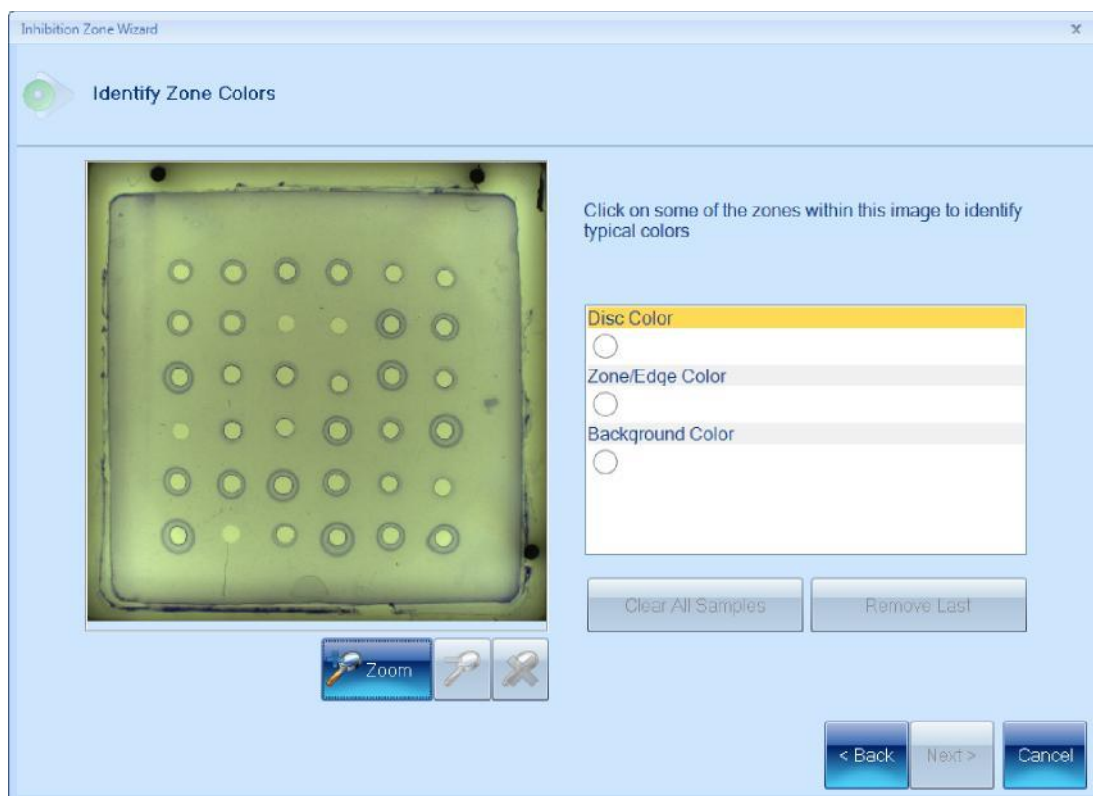 Inhibition Zone Wizard
x
Identify Zone Colors
Click on some of the zones within this image to identify
typical colors
Disc Color
Zone/Edge Color
Background Color
Clear All Samples
Remove Last
Zoom
< Back
Next >
Cancel